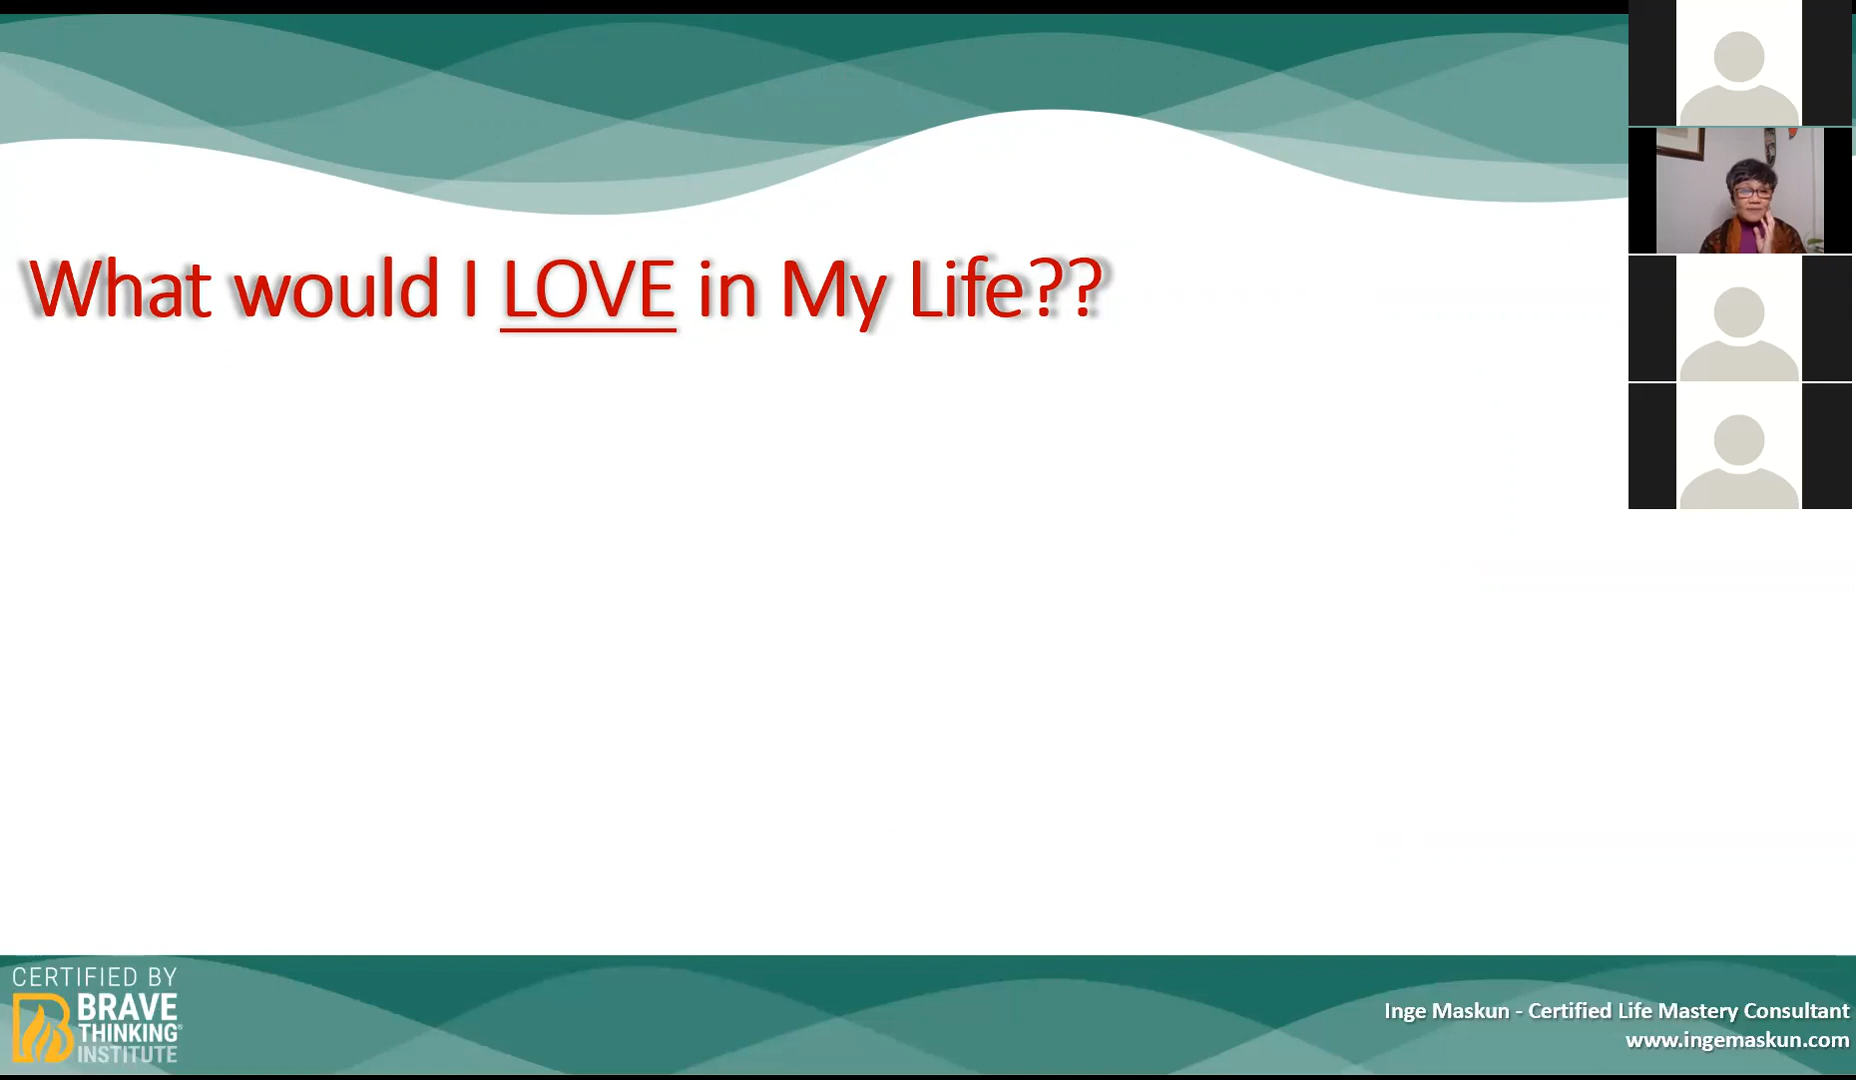 What would I LOVE in My Life??
CERTIFIED BY
BRAVE
THINKING®
INSTITUTE
Inge Maskun - Certified Life Mastery Consultant
www.ingemaskun.com